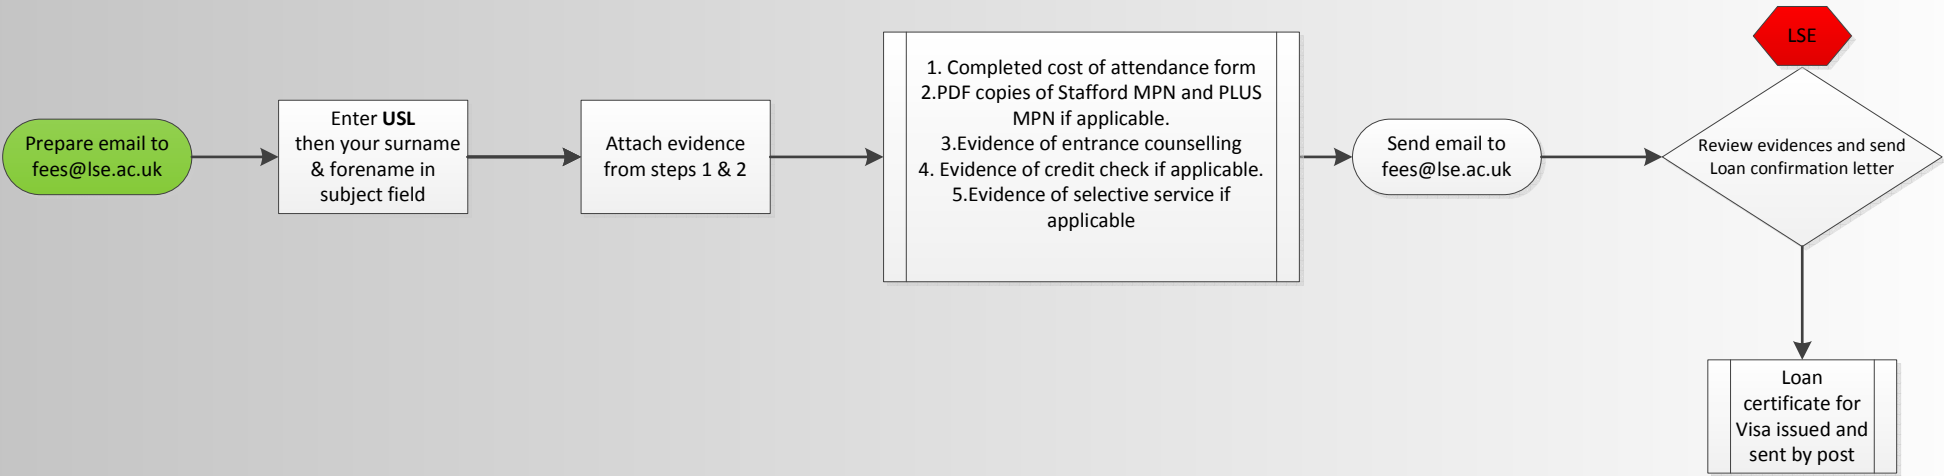 Prepare email to
fees@lse.ac.uk
Enter USL
then your surname
& forename in
subject field
Attach evidence
from steps 1 & 2
1. Completed cost of attendance form
2.PDF copies of Stafford MPN and PLUS
MPN if applicable.
3.Evidence of entrance counselling
4. Evidence of credit check if applicable.
5.Evidence of selective service if
applicable
Send email to
fees@lse.ac.uk
LSE
Review evidences and send
Loan confirmation letter
Loan
certificate for
Visa issued and
sent by post